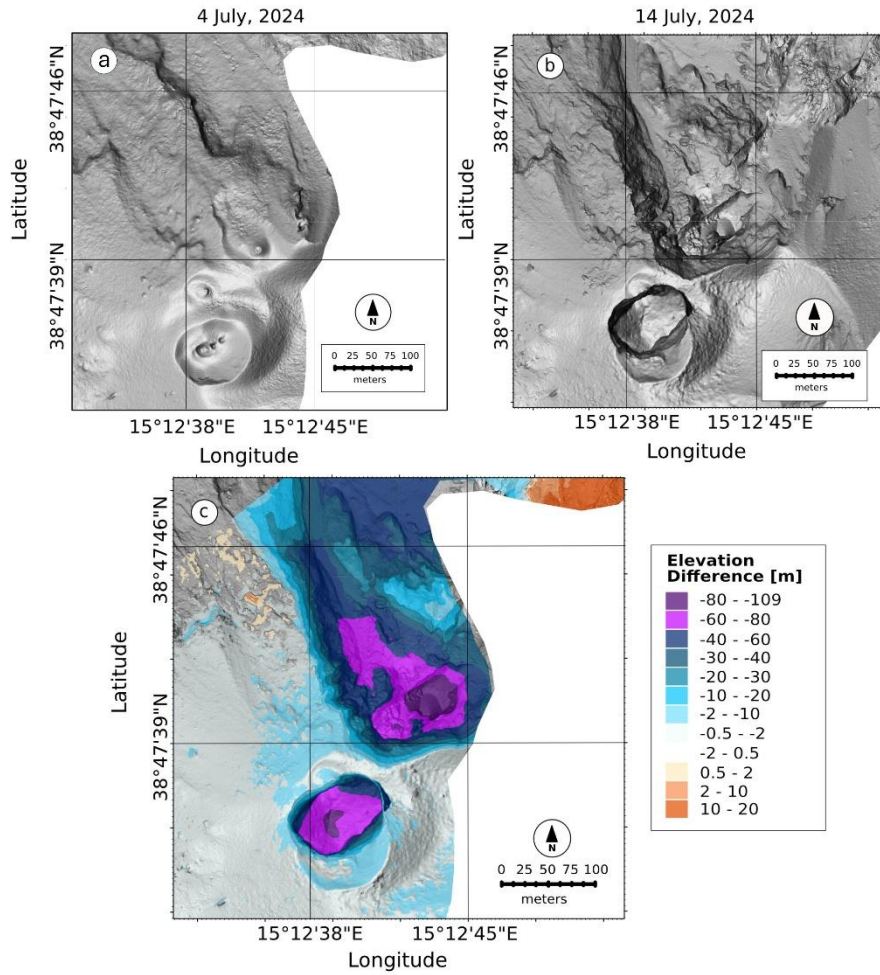 4 July, 2024
14 July, 2024
a
b
38°47'46"N
38°47'46"N
Latitude
Latitude
38°47'39"N
38°47'39"N
N
N
0 25 50 75 100
meters
0 25 50 75 100
meters
15°12'38"E
15°12'45"E
15°12'38"E
15°12'45"E
Longitude
Longitude
c
38°47'46"N
Latitude
38°47'39"N
Elevation
Difference [m]
-80 - -109
-60 - -80
-40 - -60
-30 - -40
-20 - -30
-10 - -20
-2 - -10
-0.5 - -2
-2 - 0.5
0.5 - 2
2 - 10
10 - 20
N
0 25 50 75 100
meters
15°12'38"E
15°12'45"E
Longitude